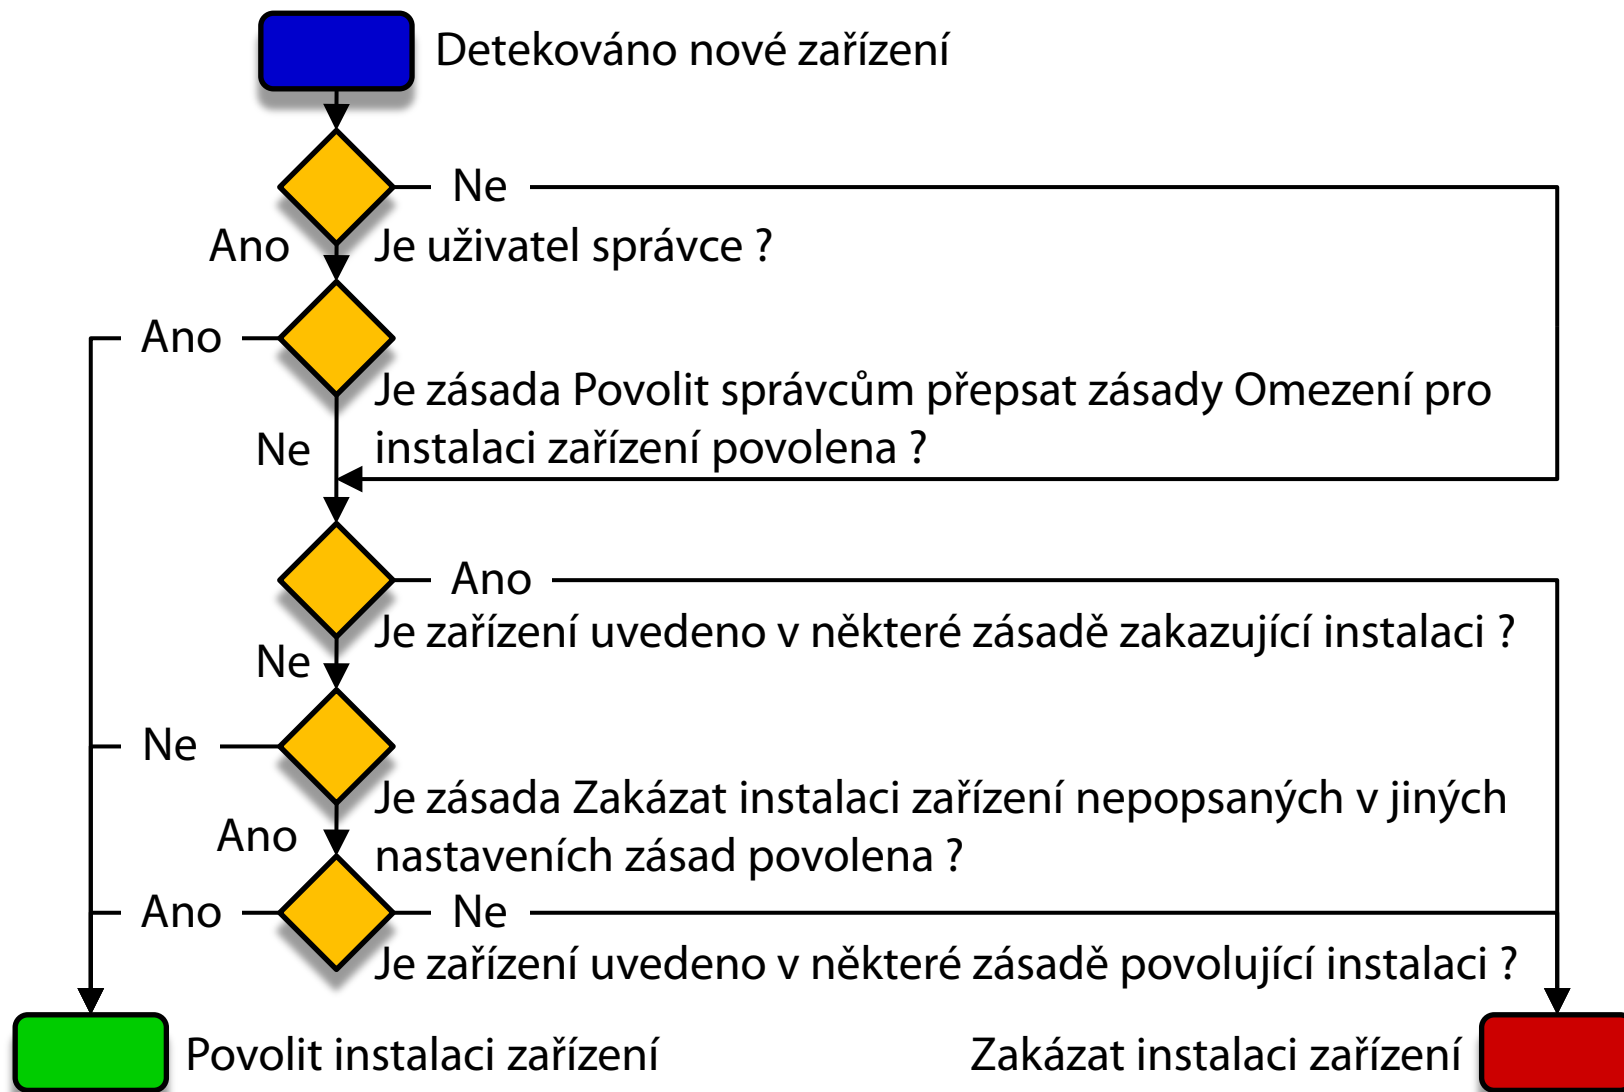 Detekováno nové zařízení
Ne
Ano
Je uživatel správce ?
Ano
Je zásada Povolit správcům přepsat zásady Omezení pro
instalaci zařízení povolena ?
Ne
Ano
Je zařízení uvedeno v některé zásadě zakazující instalaci ?
Ne
Ne
Je zásada Zakázat instalaci zařízení nepopsaných v jiných
nastaveních zásad povolena ?
Ano
Ano
Ne
Je zařízení uvedeno v některé zásadě povolující instalaci ?
Povolit instalaci zařízení
Zakázat instalaci zařízení